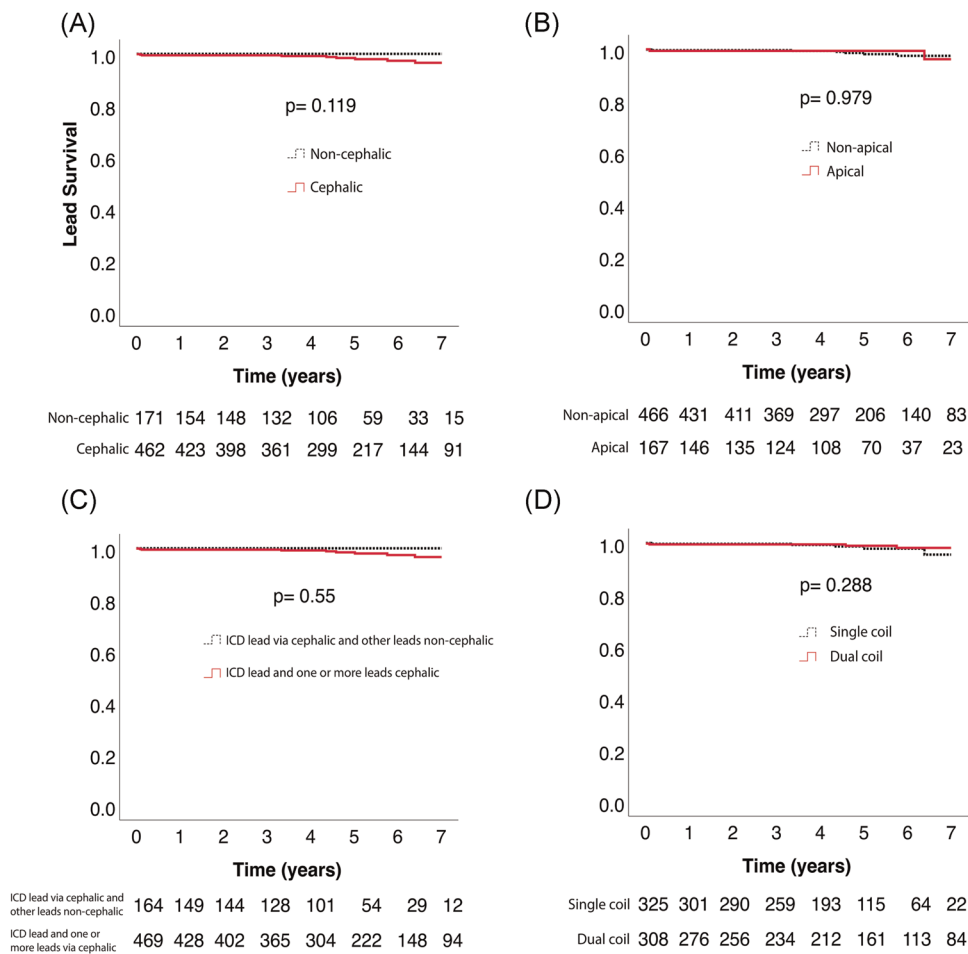 (A)
1.0
0.8
0.6
0.4
0.2
0.0
Lead Survival
p= 0.119
Non-cephalic
Cephalic
0 1 2 3 4 5 6 7
Time (years)
Non-cephalic 171 154 148 132 106 59 33 15
Cephalic 462 423 398 361 299 217 144 91
(B)
1.0
0.8
0.6
0.4
0.2
0.0
p= 0.979
Non-apical
Apical
0 1 2 3 4 5 6 7
Time (years)
Non-apical 466 431 411 369 297 206 140 83
Apical 167 146 135 124 108 70 37 23
(C)
1.0
0.8
0.6
0.4
0.2
0.0
p= 0.55
ICD lead via cephalic and other leads non-cephalic
ICD lead and one or more leads cephalic
0 1 2 3 4 5 6 7
Time (years)
ICD lead via cephalic and
other leads non-cephalic 164 149 144 128 101 54 29 12
ICD lead and one or
more leads via cephalic 469 428 402 365 304 222 148 94
(D)
1.0
0.8
0.6
0.4
0.2
0.0
p= 0.288
Single coil
Dual coil
0 1 2 3 4 5 6 7
Time (years)
Single coil 325 301 290 259 193 115 64 22
Dual coil 308 276 256 234 212 161 113 84